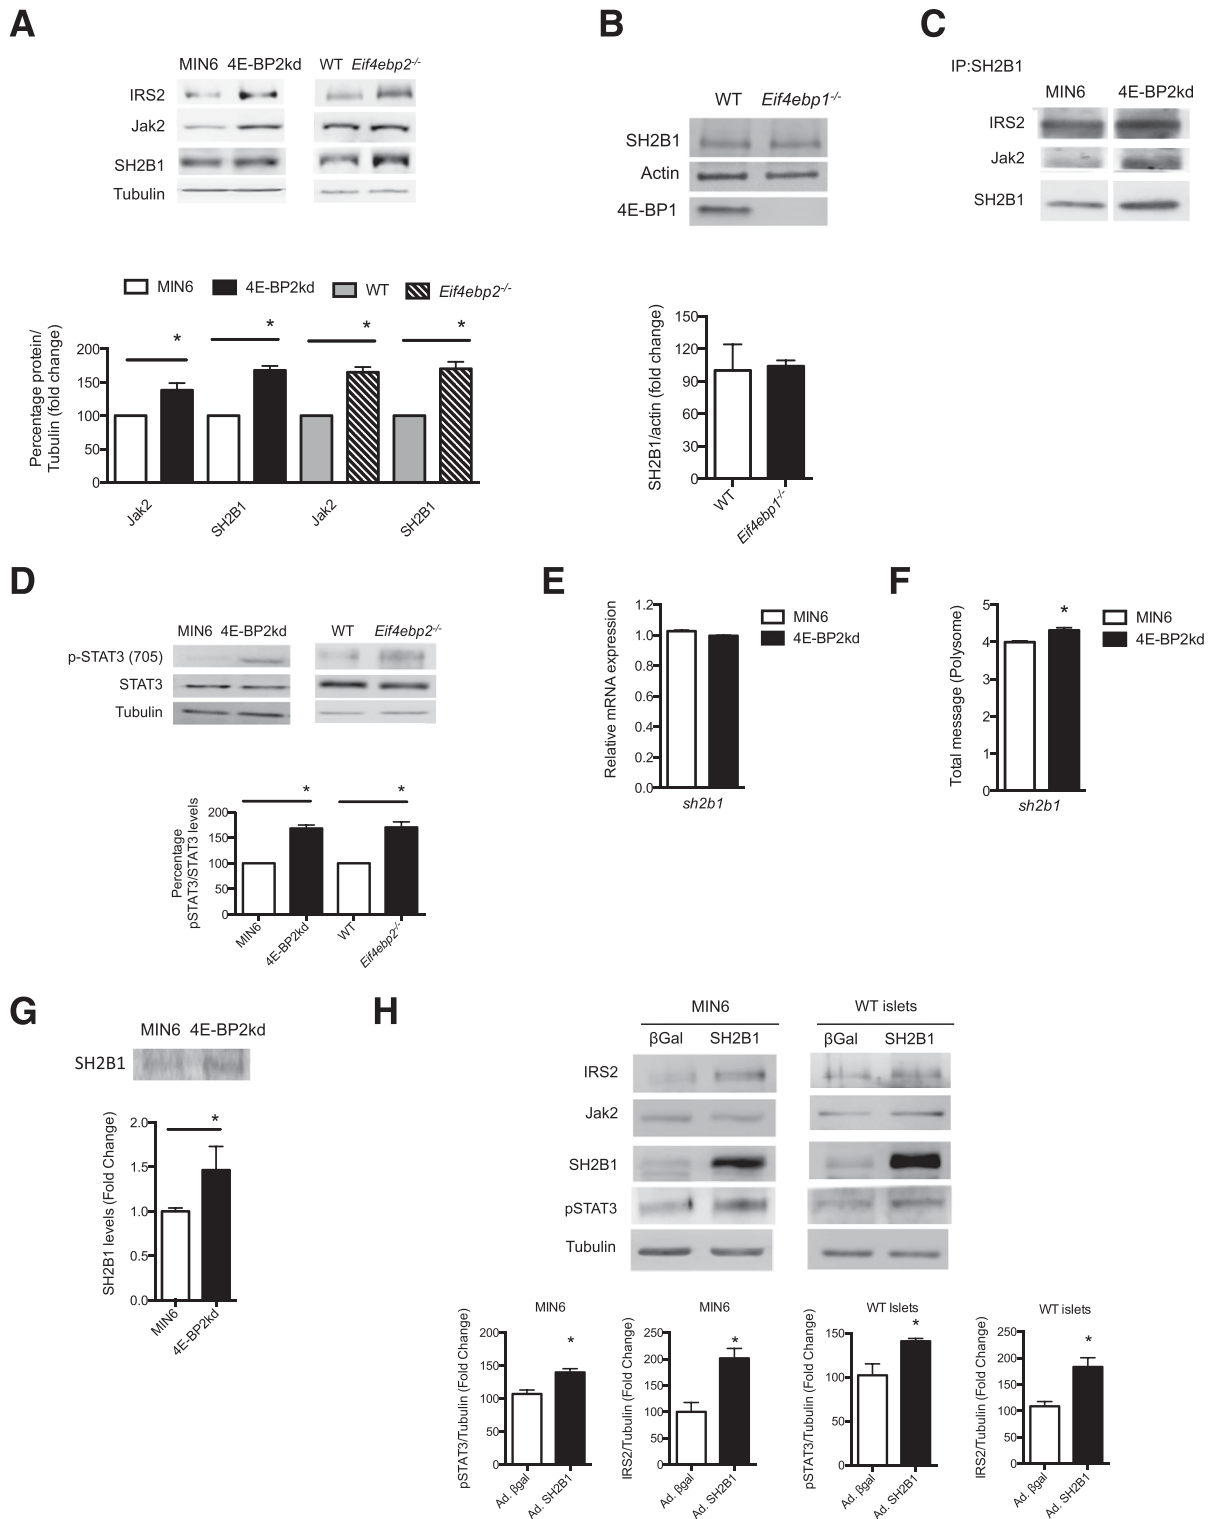 A
MIN6 4E-BP2kd WT Eif4ebp2-/-
IRS2
Jak2
SH2B1
Tubulin
MIN6 4E-BP2kd WT Eif4ebp2-/-
Percentage protein/
Tubulin (fold change)
200
150
100
50
0
* * * *
Jak2 SH2B1 Jak2 SH2B1
B
WT Eif4ebp1-/-
SH2B1
Actin
4E-BP1
SH2B1/actin (fold change)
150
120
90
60
30
0
WT Eif4ebp1-/-
C
IP:SH2B1
MIN6 4E-BP2kd
IRS2
Jak2
SH2B1
D
MIN6 4E-BP2kd WT Eif4ebp2-/-
p-STAT3 (705)
STAT3
Tubulin
Percentage
pSTAT3/STAT3 levels
200
150
100
50
0
* *
MIN6 4E-BP2kd WT Eif4ebp2-/-
E
Relative mRNA expression
1.2
1.0
0.8
0.6
0.4
0.2
0.0
sh2b1
MIN6
4E-BP2kd
F
Total message (Polysome)
5
4
3
2
1
0
*
sh2b1
MIN6
4E-BP2kd
G
MIN6 4E-BP2kd
SH2B1
SH2B1 levels (Fold Change)
2.0
1.5
1.0
0.5
0.0
*
MIN6 4E-BP2kd
H
MIN6 WT islets
βGal SH2B1 βGal SH2B1
IRS2
Jak2
SH2B1
pSTAT3
Tubulin
MIN6
pSTAT3/Tubulin (Fold Change)
200
150
100
50
0
*
Ad. βgal Ad. SH2B1
MIN6
IRS2/Tubulin (Fold Change)
250
200
150
100
50
0
*
Ad. βgal Ad. SH2B1
WT Islets
pSTAT3/Tubulin (Fold Change)
150
100
50
0
*
Ad. βgal Ad. SH2B1
WT islets
IRS2/Tubulin (Fold Change)
250
200
150
100
50
0
*
Ad. βgal Ad. SH2B1